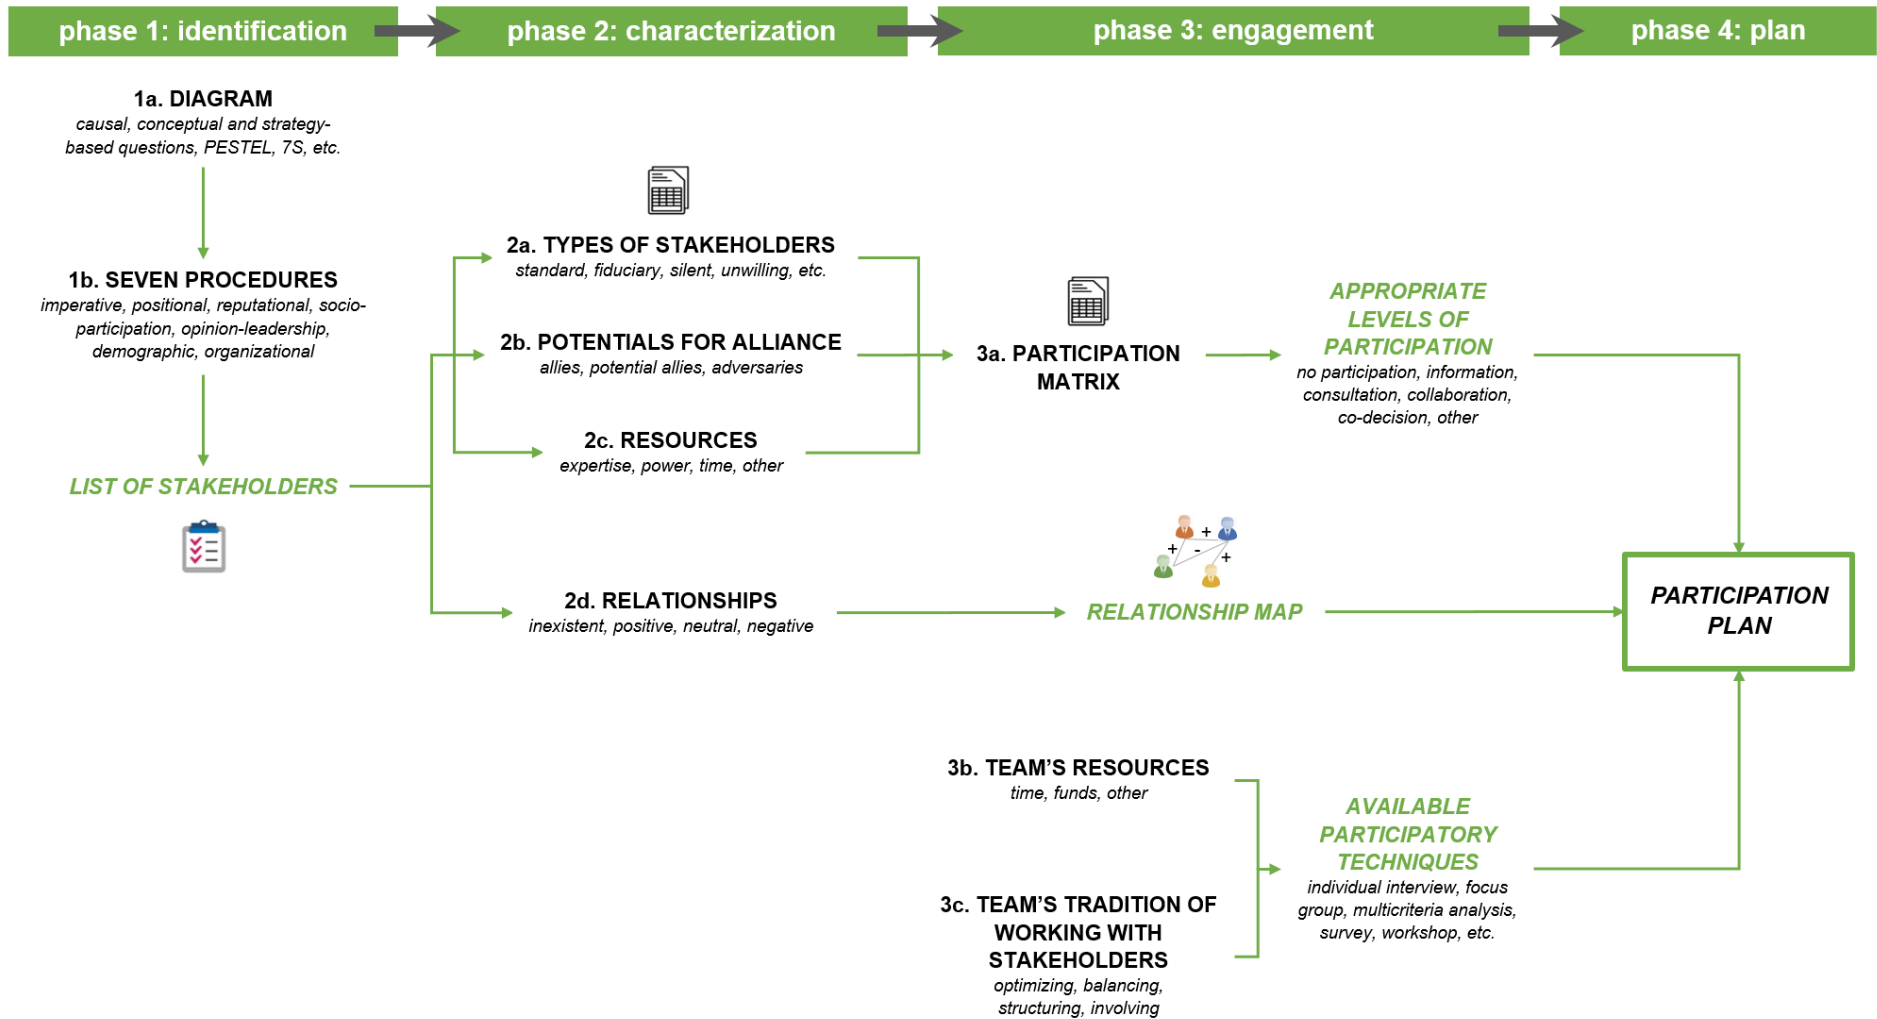 phase 1: identification
phase 2: characterization
phase 3: engagement
phase 4: plan
1a. DIAGRAM
causal, conceptual and strategy-
based questions, PESTEL, 7S, etc.
1b. SEVEN PROCEDURES
imperative, positional, reputational, socio-
participation, opinion-leadership,
demographic, organizational
LIST OF STAKEHOLDERS
2a. TYPES OF STAKEHOLDERS
standard, fiduciary, silent, unwilling, etc.
2b. POTENTIALS FOR ALLIANCE
allies, potential allies, adversaries
2c. RESOURCES
expertise, power, time, other
2d. RELATIONSHIPS
inexistent, positive, neutral, negative
3a. PARTICIPATION
MATRIX
APPROPRIATE
LEVELS OF
PARTICIPATION
no participation, information,
consultation, collaboration,
co-decision, other
+
+ -
+
RELATIONSHIP MAP
3b. TEAM’S RESOURCES
time, funds, other
3c. TEAM’S TRADITION OF
WORKING WITH
STAKEHOLDERS
optimizing, balancing,
structuring, involving
AVAILABLE
PARTICIPATORY
TECHNIQUES
individual interview, focus
group, multicriteria analysis,
survey, workshop, etc.
PARTICIPATION
PLAN